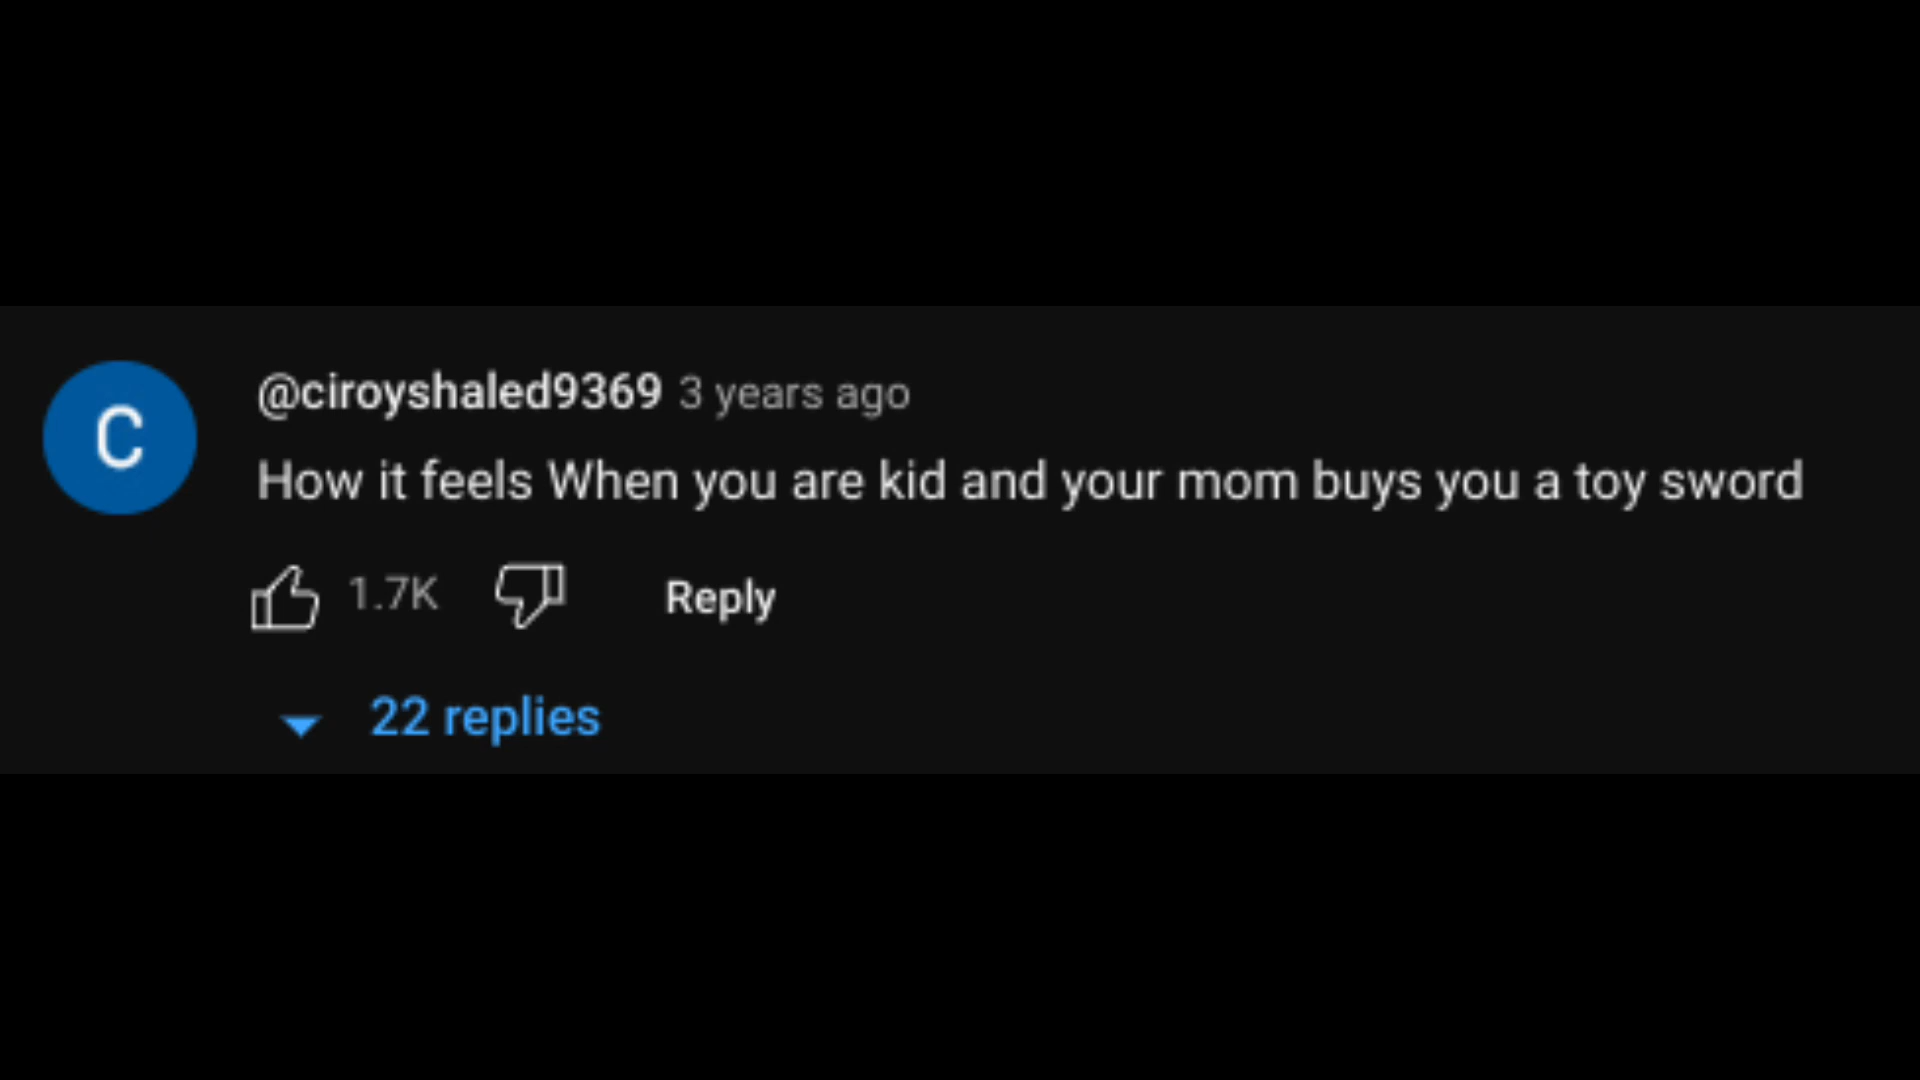 C
@ciroyshaled9369 3 years ago
How it feels When you are kid and your mom buys you a toy sword
1.7K Reply
22 replies